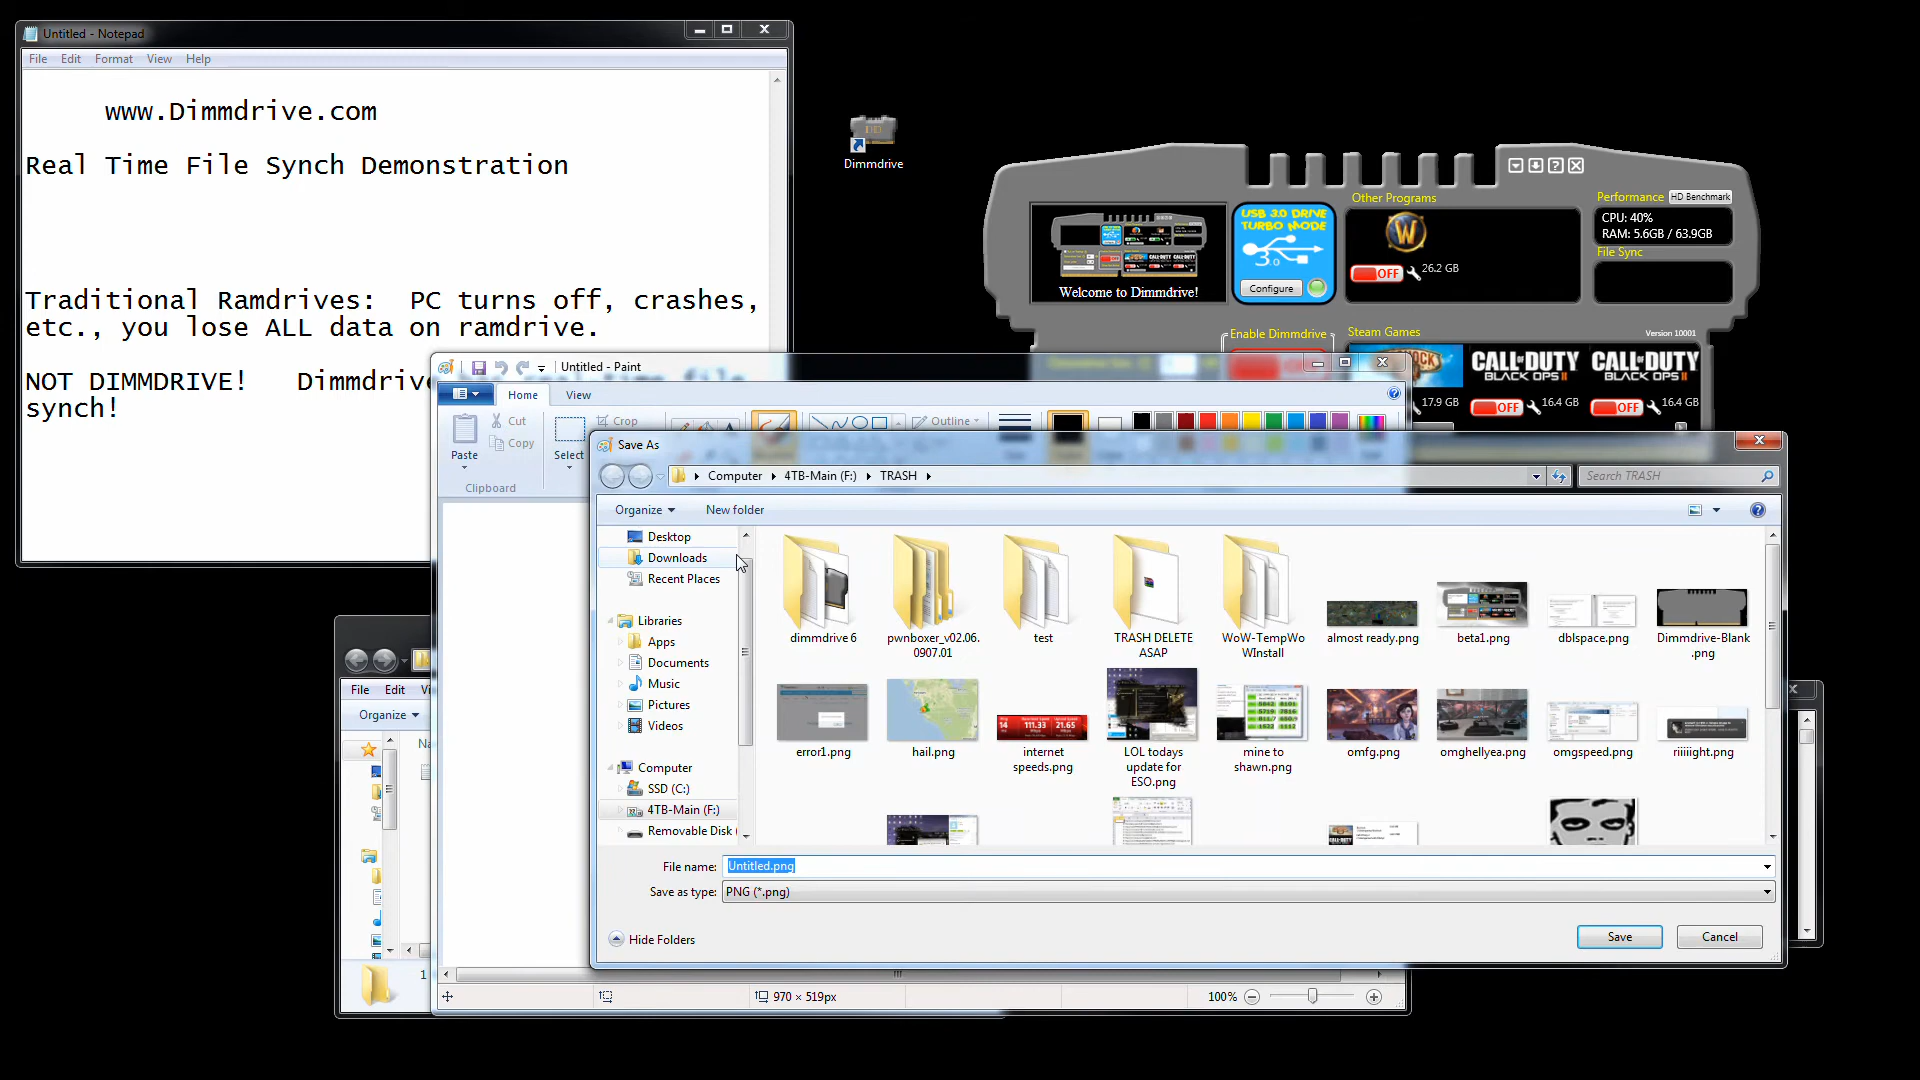 Untitled - Notepad
File Edit Format View Help
www.Dimmdrive.com
Real Time File Synch Demonstration
Traditional Ramdrives: PC turns off, crashes,
etc., you lose ALL data on ramdrive.
NOT DIMMDRIVE! Dimmdrive
synch!
Dimmdrive
Welcome to Dimmdrive!
USB 3.0 DRIVE
TURBO MODE
3.0
Configure
Other Programs
W
OFF
26.2 GB
Performance HD Benchmark
CPU: 40%
RAM: 5.6GB / 63.9GB
File Sync
Enable Dimmdrive
Steam Games
Version 10001
CALL OF DUTY
BLACK OPS II
CALL OF DUTY
BLACK OPS II
17.9 GB
OFF
16.4 GB
OFF
16.4 GB
Untitled - Paint
Home View
Paste
Cut
Copy
Clipboard
Select
Crop
Outline
Save As
Computer 4TB-Main (F:) TRASH
Search TRASH
Organize New folder
Desktop
Downloads
Recent Places
Libraries
Apps
Documents
Music
Pictures
Videos
Computer
SSD (C:)
4TB-Main (F:)
Removable Disk (
dimmdrive 6
pwnboxer_v02.06.
0907.01
test
TRASH DELETE
ASAP
WoW-TempWo
WInstall
almost ready.png
beta1.png
dblspace.png
Dimmdrive-Blank
.png
error1.png
hail.png
internet
speeds.png
LOL todays
update for
ESO.png
mine to
shawn.png
omfg.png
omghellyea.png
omgspeed.png
riiiiight.png
File name: Untitled.png
Save as type: PNG (*.png)
Hide Folders
Save
Cancel
File Edit
Organize
1
970 × 519px
100%